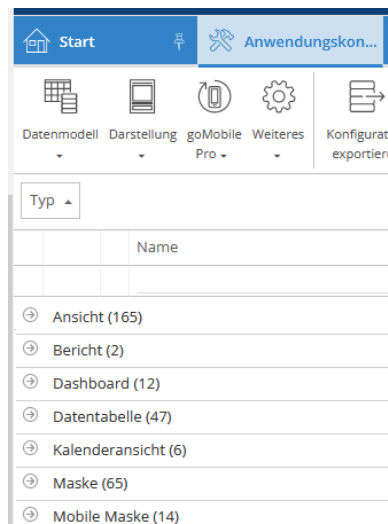 Start
Anwendungskon...
Datenmodell Darstellung goMobile Pro Weiteres Konfigurat
exportier
Typ
Name
Ansicht (165)
Bericht (2)
Dashboard (12)
Datentabelle (47)
Kalenderansicht (6)
Maske (65)
Mobile Maske (14)